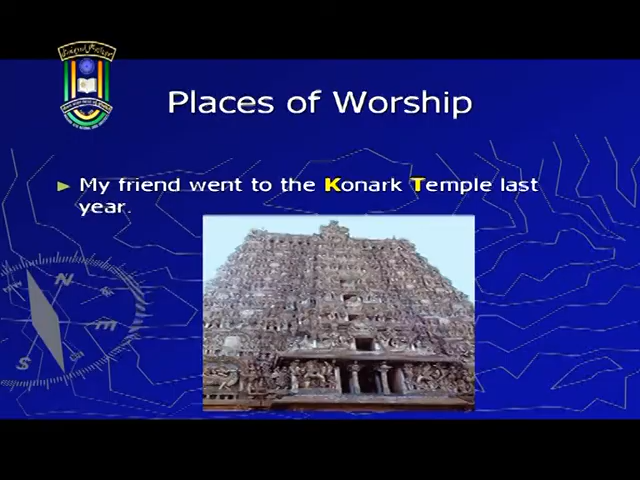 Places of Worship
My friend went to the Konark Temple last
year.
N
S